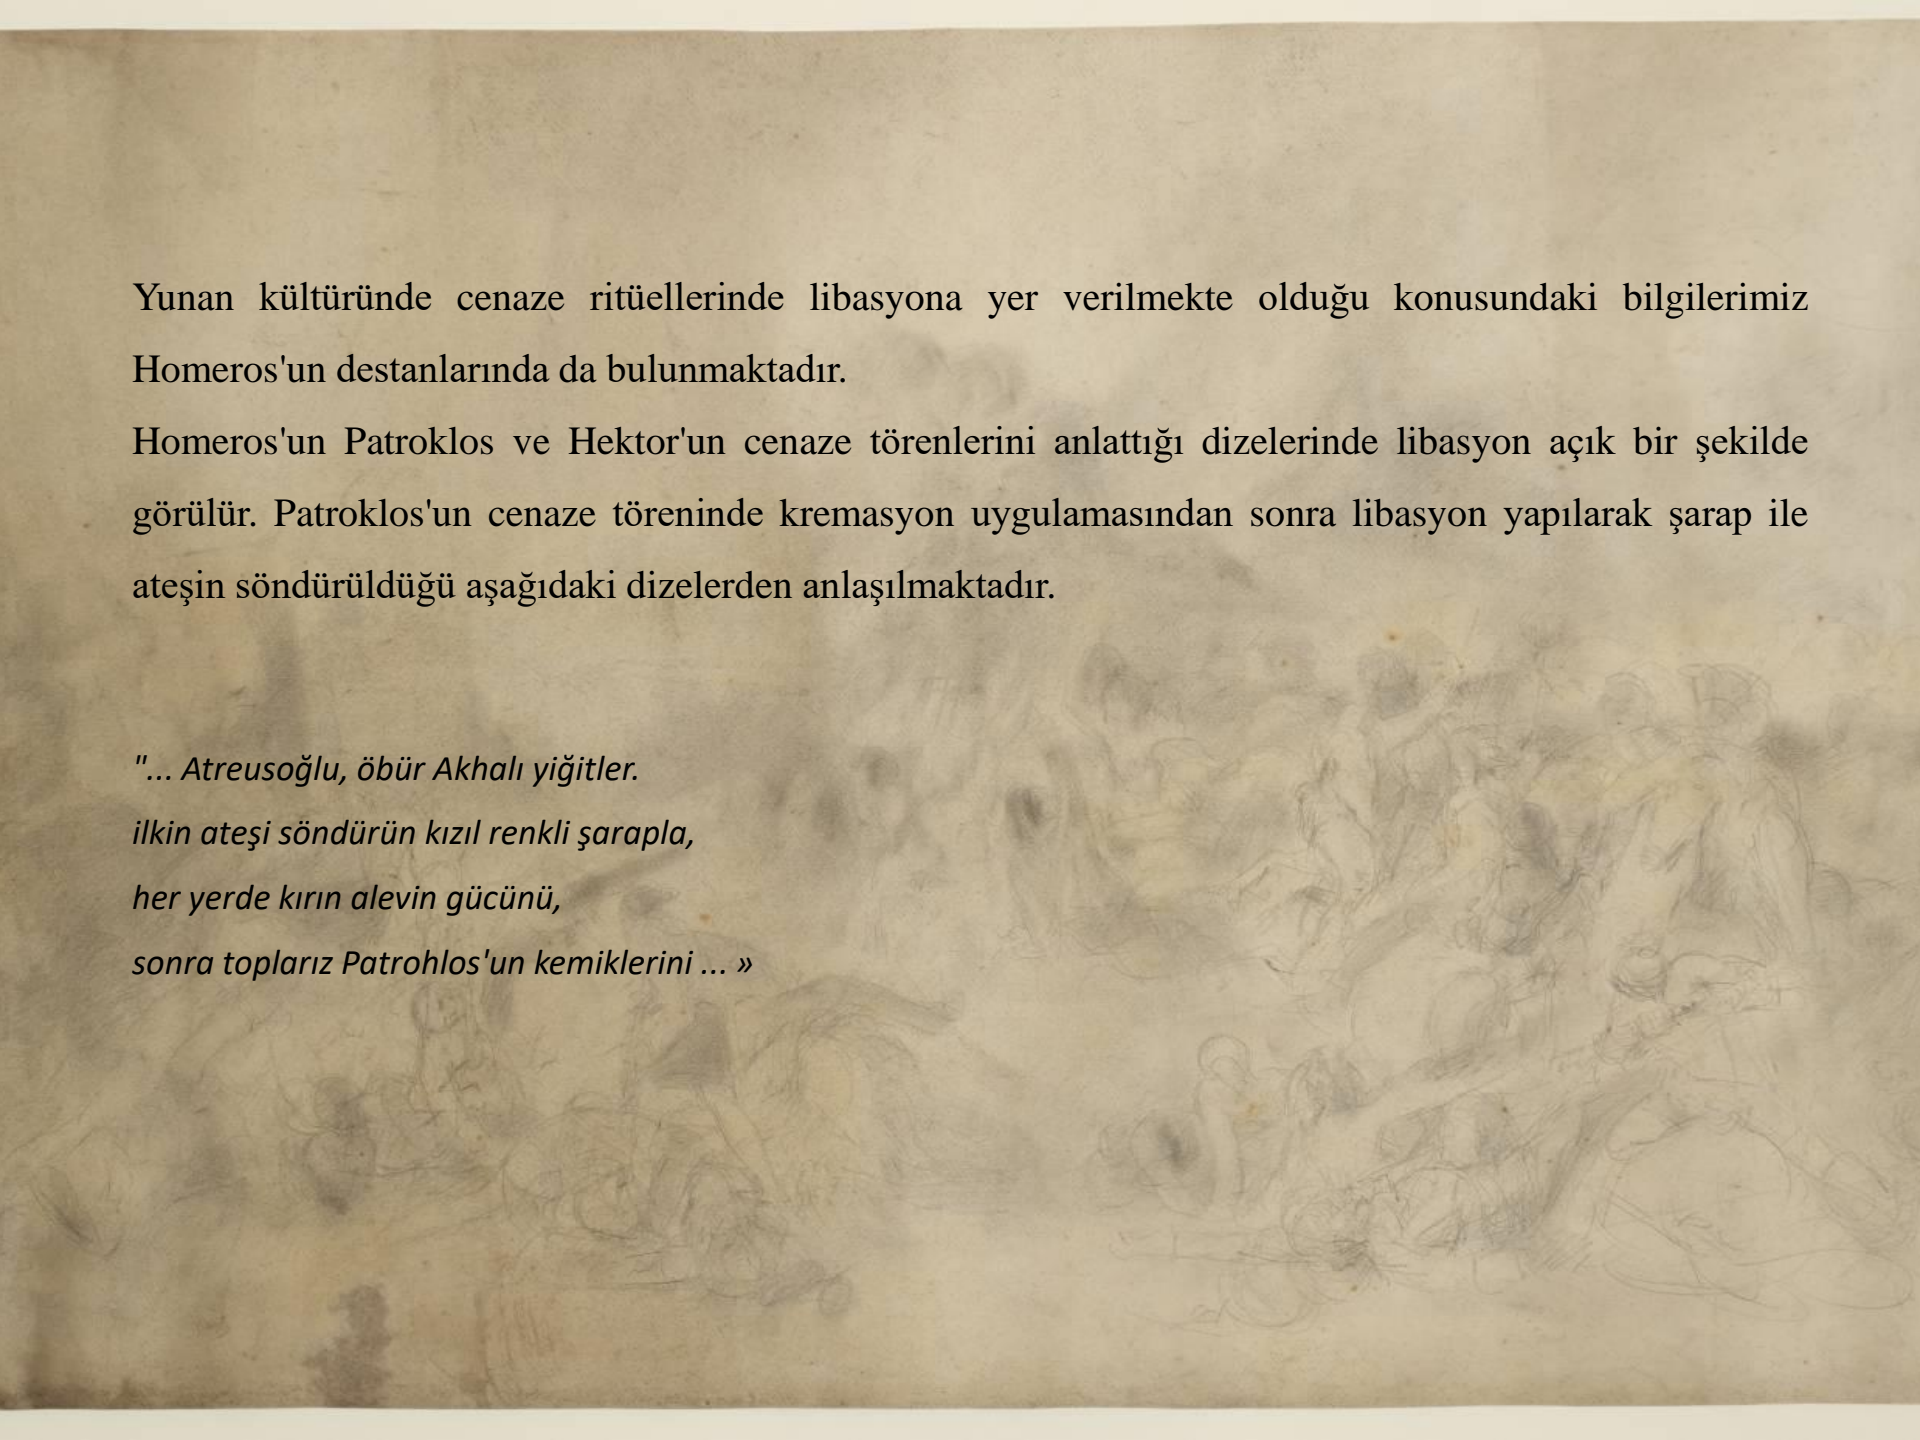 Yunan kültüründe cenaze ritüellerinde libasyona yer verilmekte olduğu konusundaki bilgilerimiz
Homeros'un destanlarında da bulunmaktadır.
Homeros'un Patroklos ve Hektor'un cenaze törenlerini anlattığı dizelerinde libasyon açık bir şekilde
görülür. Patroklos'un cenaze töreninde kremasyon uygulamasından sonra libasyon yapılarak şarap ile
ateşin söndürüldüğü aşağıdaki dizelerden anlaşılmaktadır.
"... Atreusoğlu, öbür Akhalı yiğitler.
ilkin ateşi söndürün kızıl renkli şarapla,
her yerde kırın alevin gücünü,
sonra toplarız Patrohlos'un kemiklerini ... »